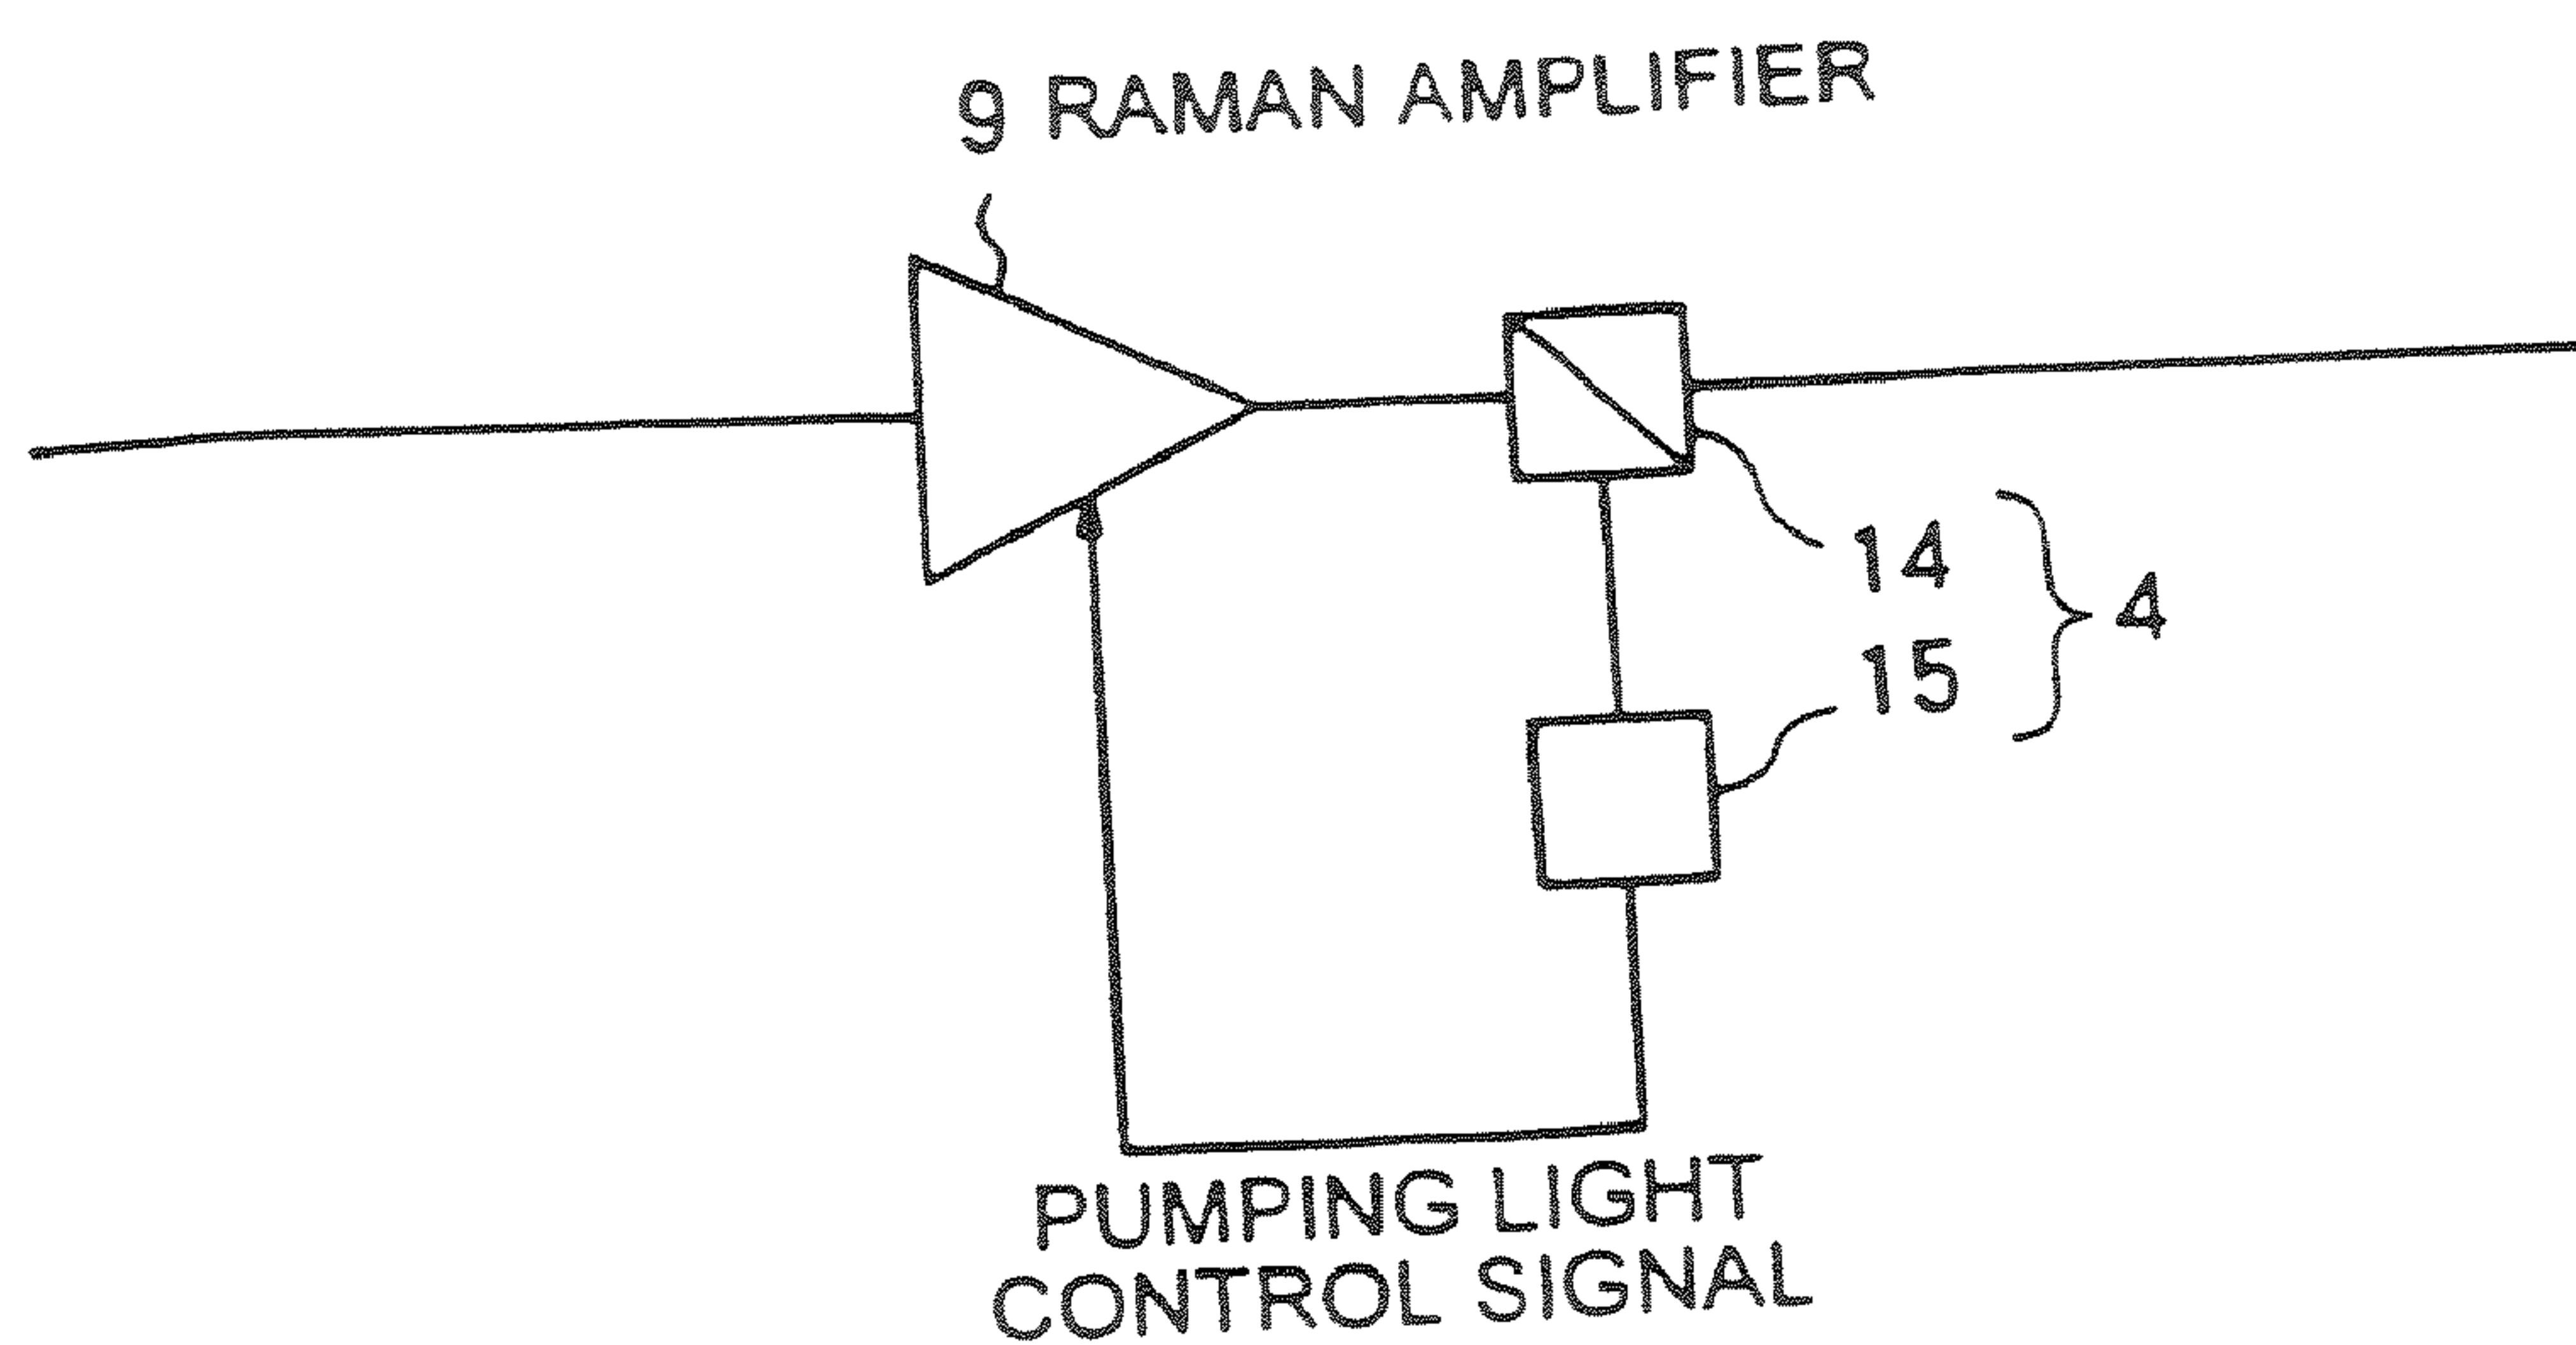 9 RAMAN AMPLIFIER
14
4
15
PUMPING LIGHT
CONTROL SIGNAL